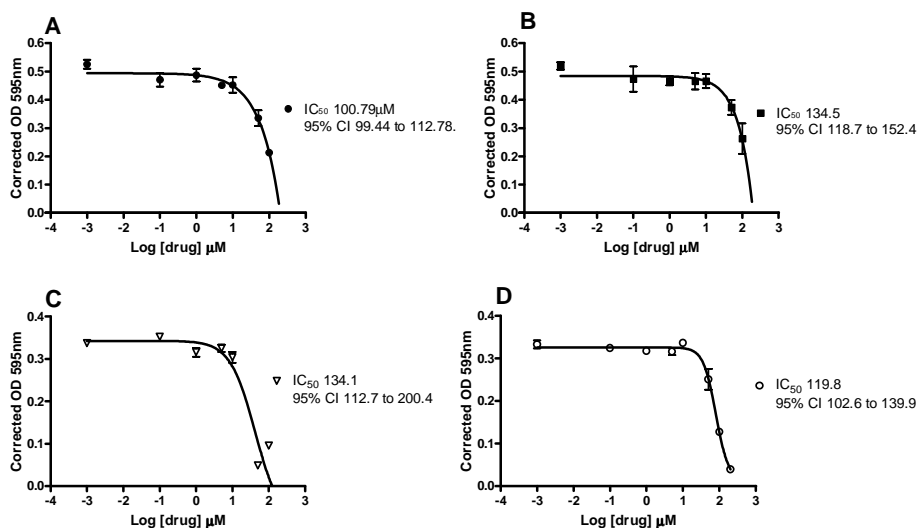 A
B
Corrected OD 595nm
0.6
0.5
0.4
0.3
0.2
0.1
0.0
-4 -3 -2 -1 0 1 2 3
Log [drug] μM
IC50 100.79μM
95% CI 99.44 to 112.78.
Corrected OD 595nm
0.6
0.5
0.4
0.3
0.2
0.1
0.0
-4 -3 -2 -1 0 1 2 3
Log [drug] μM
IC50 134.5
95% CI 118.7 to 152.4
C
D
Corrected OD 595nm
0.4
0.3
0.2
0.1
0.0
-4 -3 -2 -1 0 1 2 3
Log [drug] μM
IC50 134.1
95% CI 112.7 to 200.4
Corrected OD 595nm
0.4
0.3
0.2
0.1
0.0
-4 -3 -2 -1 0 1 2 3
Log [drug] μM
IC50 119.8
95% CI 102.6 to 139.9